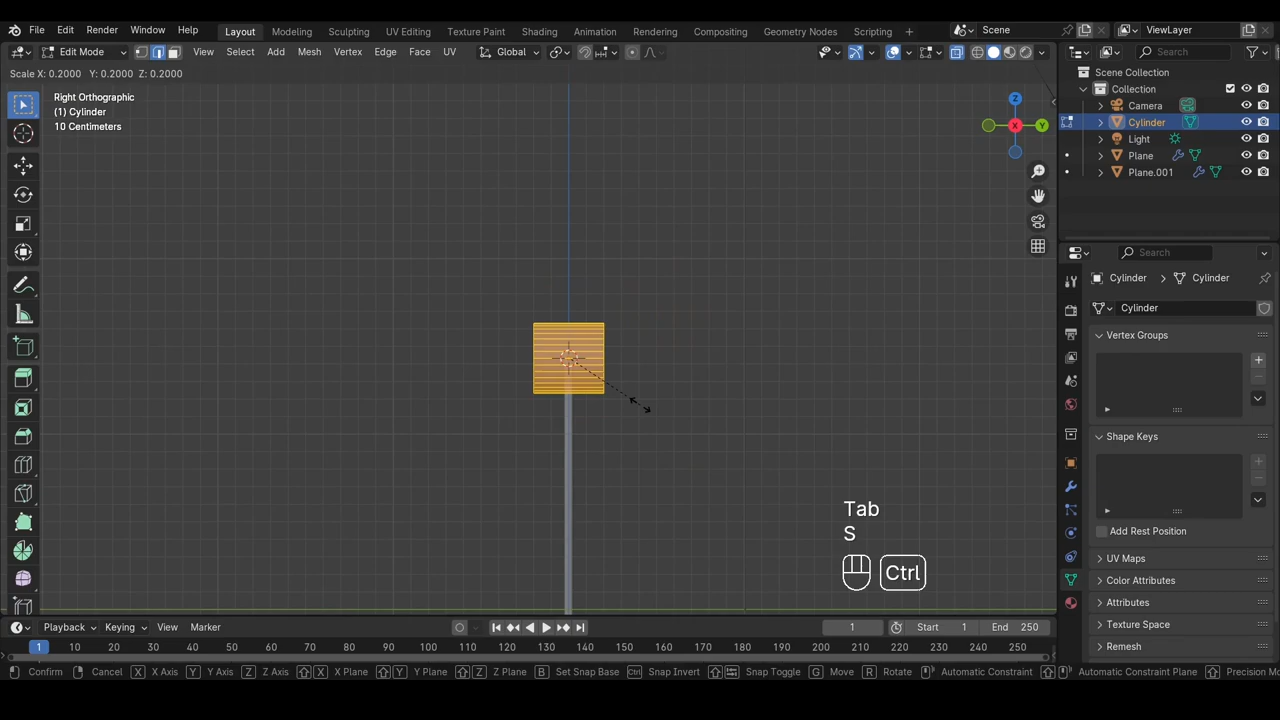 File Edit Render Window Help Layout Modeling Sculpting UV Editing Texture Paint Shading Animation Rendering Compositing Geometry Nodes Scripting Scene ViewLayer
Edit Mode View Select Add Mesh Vertex Edge Face UV Global Search
Scale X: 0.2000 Y: 0.2000 Z: 0.2000
Scene Collection
Right Orthographic
(1) Cylinder
10 Centimeters
Collection
Camera
Cylinder
Light
Plane
Plane.001
Z
X
Y
Search
Cylinder Cylinder
Cylinder
Vertex Groups
Shape Keys
Add Rest Position
UV Maps
Color Attributes
Attributes
Texture Space
Remesh
Tab
S
Ctrl
Playback Keying View Marker 1 Start 1 End 250
1 10 20 30 40 50 60 70 80 90 100 110 120 130 140 150 160 170 180 190 200 210 220 230 240 250
Confirm Cancel X X Axis Y Y Axis Z Z Axis X X Plane Y Y Plane Z Z Plane B Set Snap Base Ctrl Snap Invert Snap Toggle G Move R Rotate Automatic Constraint Automatic Constraint Plane Precision Mo